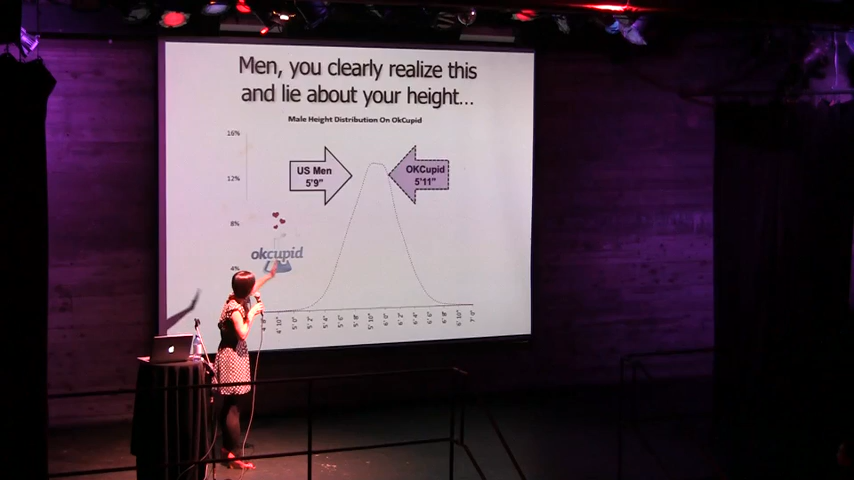 Men, you clearly realize this
and lie about your height...
Male Height Distribution On OkCupid
16%
12%
8%
4%
US Men
5'9"
OKCupid
5'11"
okcupid